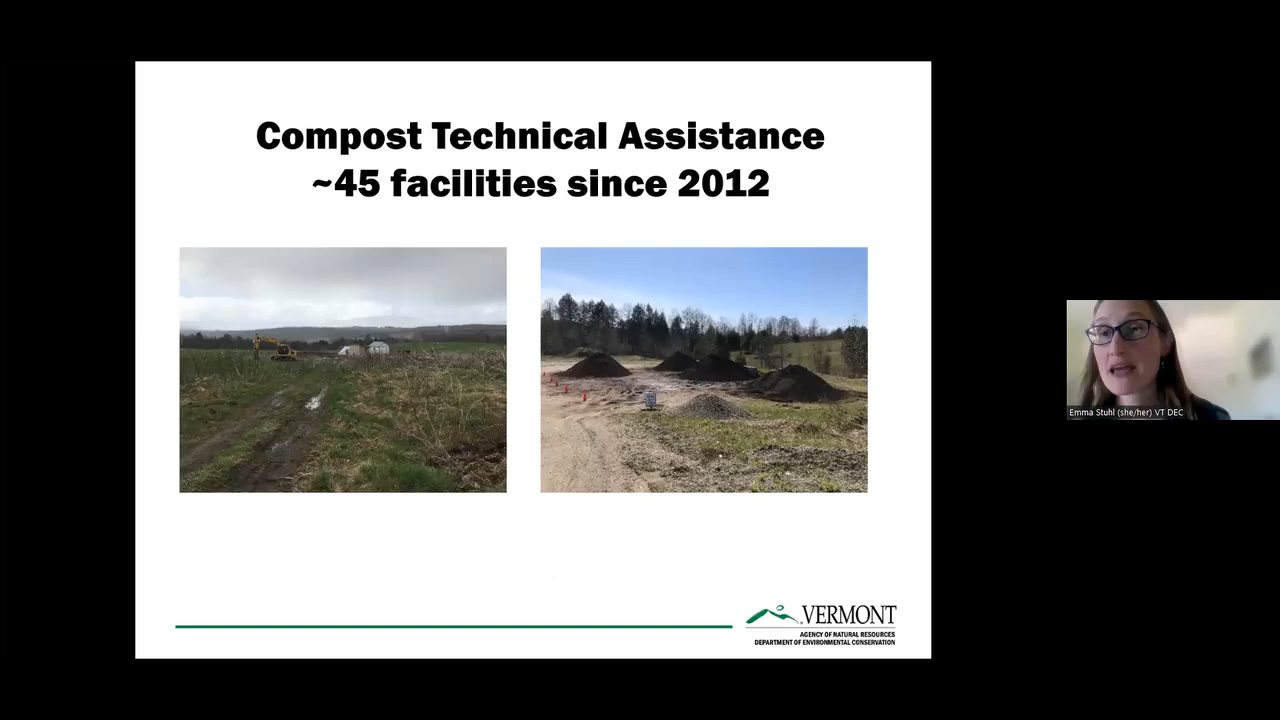 Compost Technical Assistance
~45 facilities since 2012
VERMONT
AGENCY OF NATURAL RESOURCES
DEPARTMENT OF ENVIRONMENTAL CONSERVATION
Emma Stuhl (she/her) VT DEC